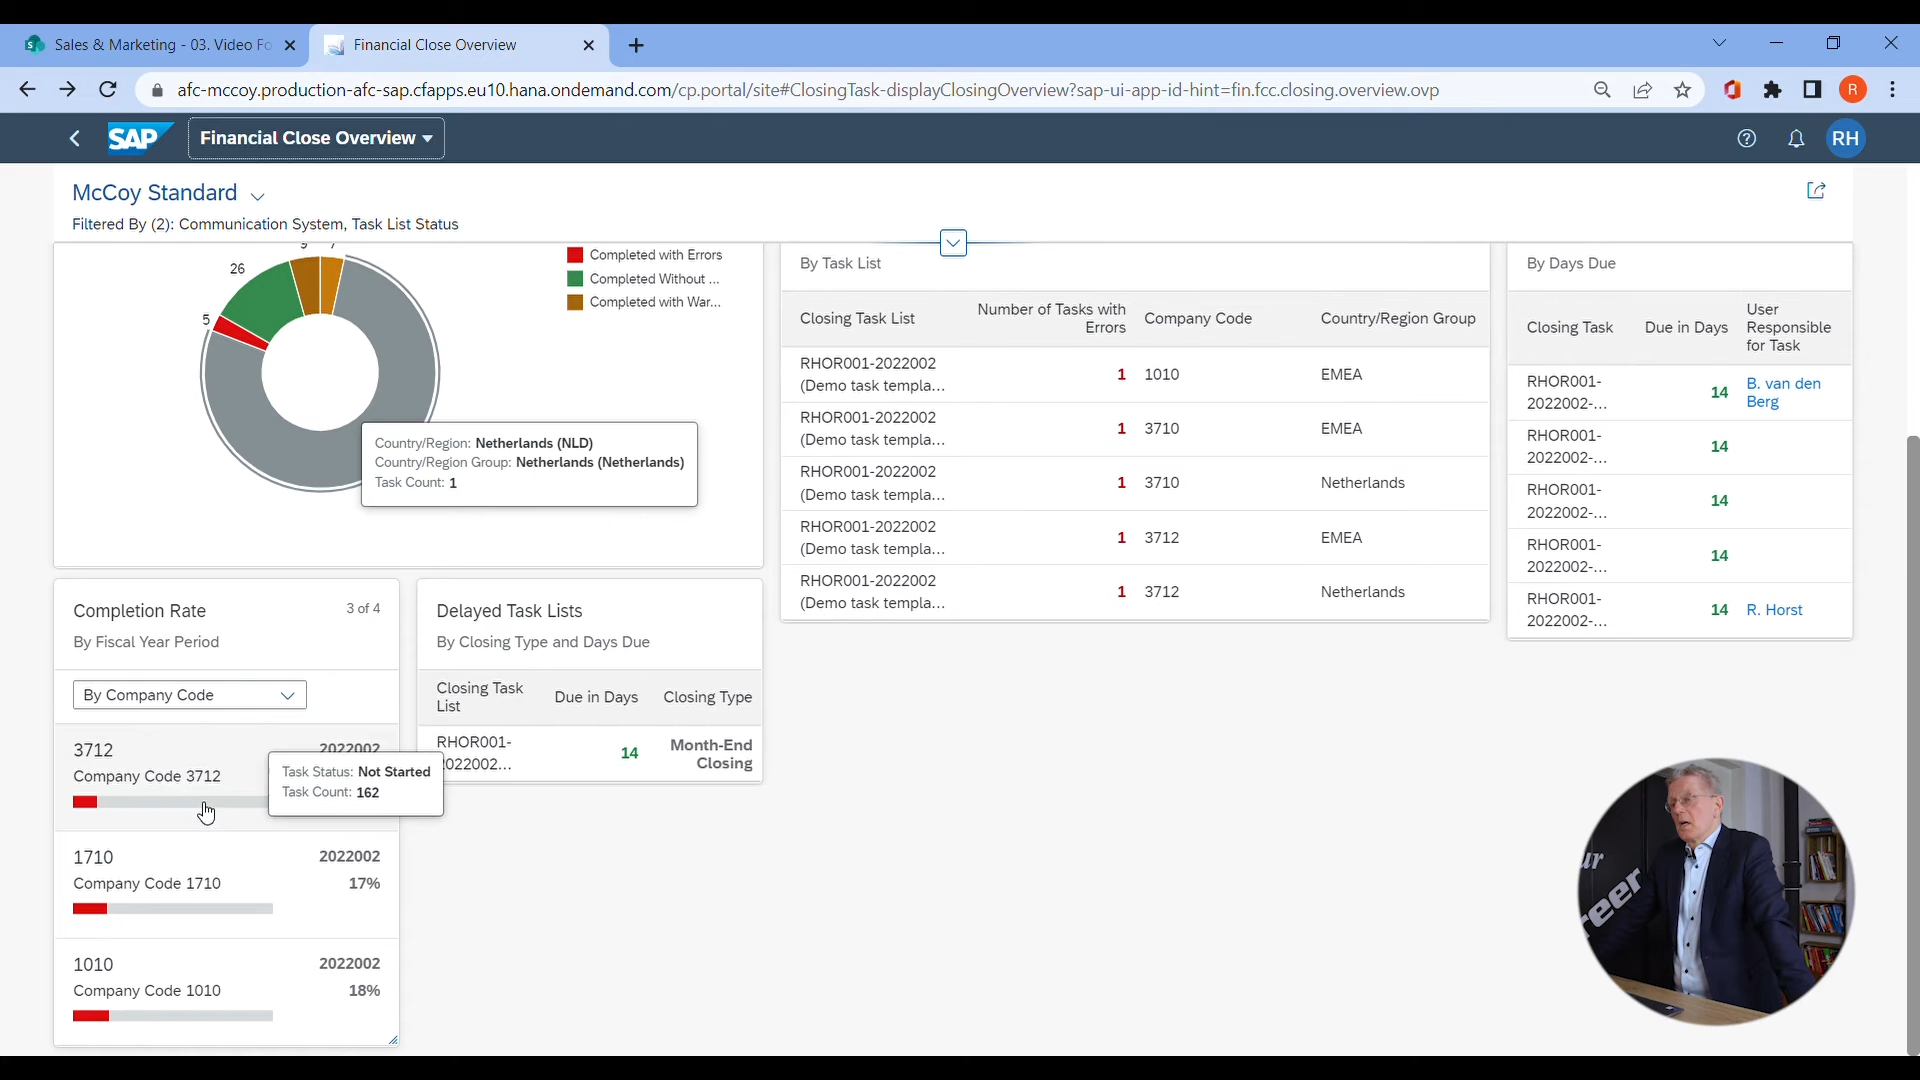 Sales & Marketing - 03. Video Fo
Financial Close Overview
afc-mccoy.production-afc-sap.cfapps.eu10.hana.ondemand.com/cp.portal/site#ClosingTask-displayClosingOverview?sap-ui-app-id-hint=fin.fcc.closing.overview.ovp
R
SAP
Financial Close Overview
RH
McCoy Standard
Filtered By (2): Communication System, Task List Status
26
5
Completed with Errors
Completed Without ...
Completed with War...
Country/Region: Netherlands (NLD)
Country/Region Group: Netherlands (Netherlands)
Task Count: 1
By Task List
Closing Task List
Number of Tasks with
Errors
Company Code
Country/Region Group
RHOR001-2022002
(Demo task templa...
1
1010
EMEA
RHOR001-2022002
(Demo task templa...
1
3710
EMEA
RHOR001-2022002
(Demo task templa...
1
3710
Netherlands
RHOR001-2022002
(Demo task templa...
1
3712
EMEA
RHOR001-2022002
(Demo task templa...
1
3712
Netherlands
By Days Due
Closing Task
Due in Days
User
Responsible
for Task
RHOR001-
2022002-...
14
B. van den
Berg
RHOR001-
2022002-...
14
RHOR001-
2022002-...
14
RHOR001-
2022002-...
14
RHOR001-
2022002-...
14
R. Horst
Completion Rate
3 of 4
By Fiscal Year Period
By Company Code
3712
2022002
Company Code 3712
Task Status: Not Started
Task Count: 162
1710
2022002
Company Code 1710
17%
1010
2022002
Company Code 1010
18%
Delayed Task Lists
By Closing Type and Days Due
Closing Task
List
Due in Days
Closing Type
RHOR001-
2022002...
14
Month-End
Closing
ur
reer